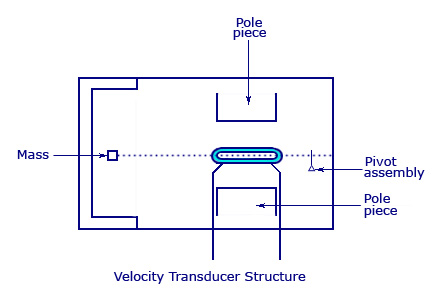 Pole
piece
Mass
Pivot
assembly
Pole
piece
Velocity Transducer Structure